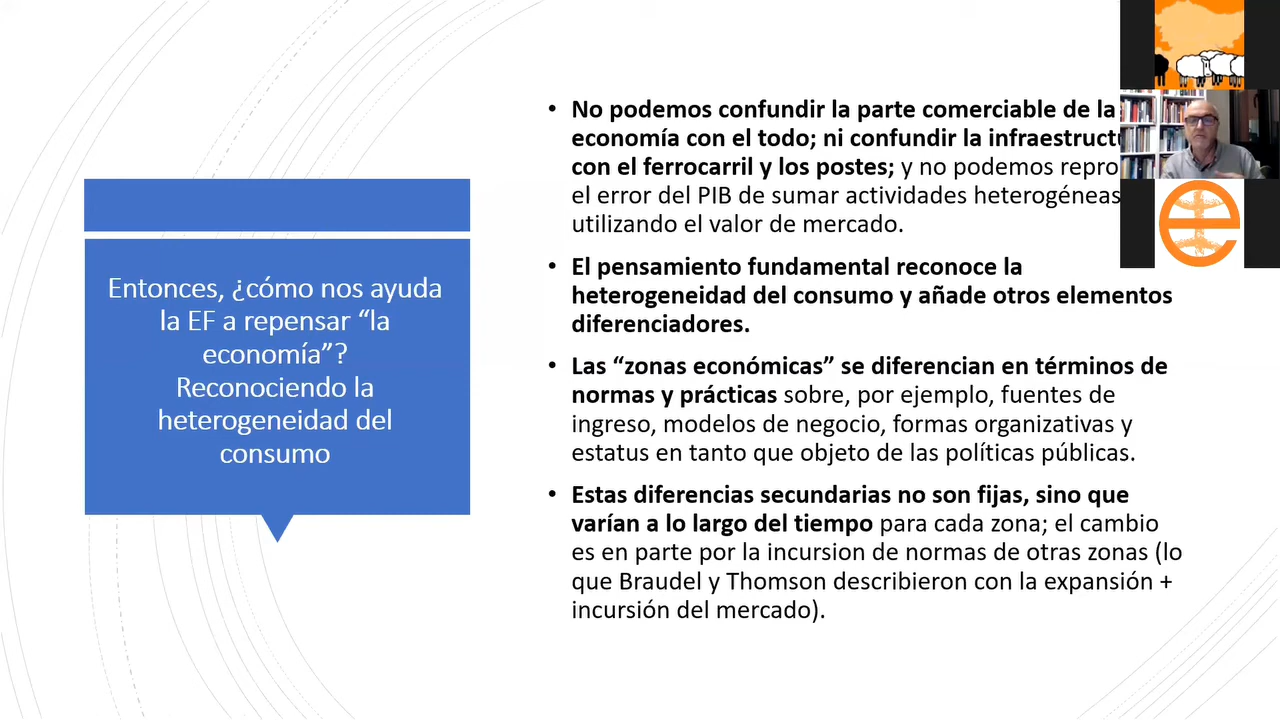 Entonces, ¿cómo nos ayuda
la EF a repensar “la
economía”?
Reconociendo la
heterogeneidad del
consumo
• No podemos confundir la parte comerciable de la
economía con el todo; ni confundir la
con el ferrocarril y los postes; y no podemos
el error del PIB de sumar actividades heterogéneas
utilizando el valor de mercado.
• El pensamiento fundamental reconoce la
heterogeneidad del consumo y añade otros elementos
diferenciadores.
• Las “zonas económicas” se diferencian en términos de
normas y prácticas sobre, por ejemplo, fuentes de
ingreso, modelos de negocio, formas organizativas y
estatus en tanto que objeto de las políticas públicas.
• Estas diferencias secundarias no son fijas, sino que
varían a lo largo del tiempo para cada zona; el cambio
es en parte por la incursion de normas de otras zonas (lo
que Braudel y Thomson describieron con la expansión +
incursión del mercado).
e